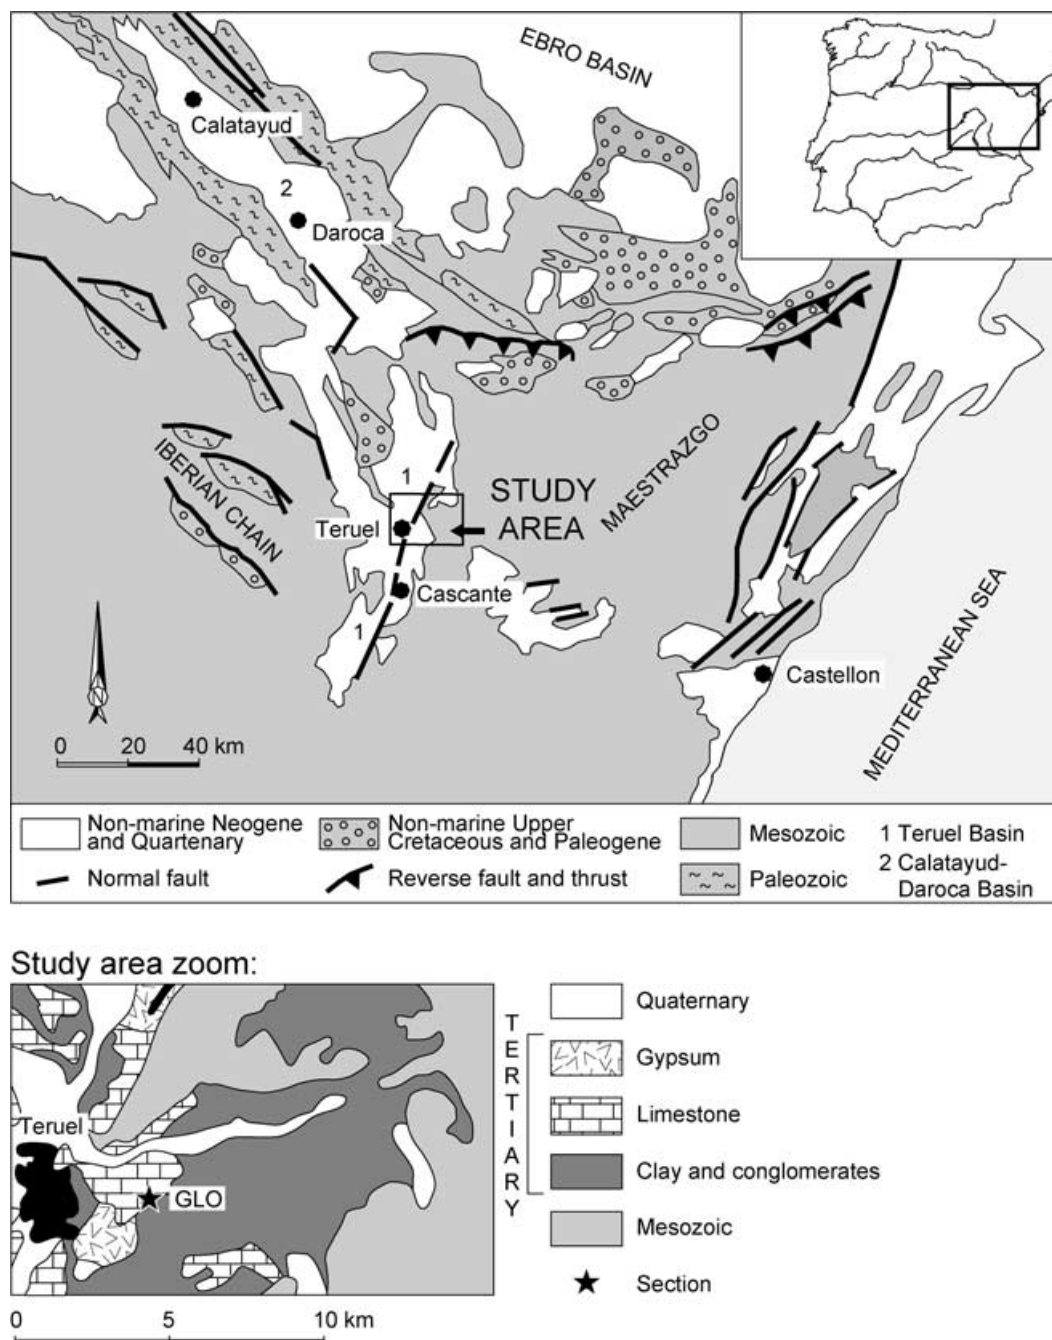 EBRO BASIN
Calatayud
2
Daroca
MAESTRAZGO
IBERIAN CHAIN
1
STUDY
AREA
Teruel
Cascante
1
MEDITERRANEAN SEA
Castellon
N
0 20 40 km
Non-marine Neogene
and Quartenary
Non-marine Upper
Cretaceous and Paleogene
Mesozoic
1 Teruel Basin
Normal fault
Reverse fault and thrust
Paleozoic
2 Calatayud-
Daroca Basin
Study area zoom:
Teruel
GLO
0 5 10 km
TERTIARY
Quaternary
Gypsum
Limestone
Clay and conglomerates
Mesozoic
Section